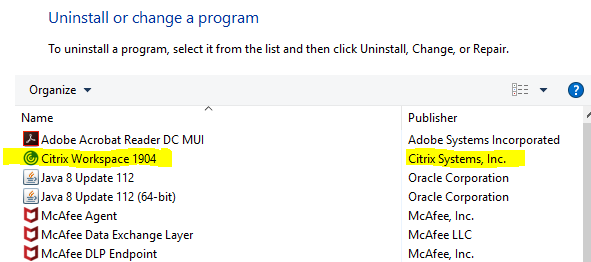 Uninstall or change a program
To uninstall a program, select it from the list and then click Uninstall, Change, or Repair.
Organize
Name Publisher
Adobe Acrobat Reader DC MUI Adobe Systems Incorporated
Citrix Workspace 1904 Citrix Systems, Inc.
Java 8 Update 112 Oracle Corporation
Java 8 Update 112 (64-bit) Oracle Corporation
McAfee Agent McAfee, Inc.
McAfee Data Exchange Layer McAfee LLC
McAfee DLP Endpoint McAfee, Inc.